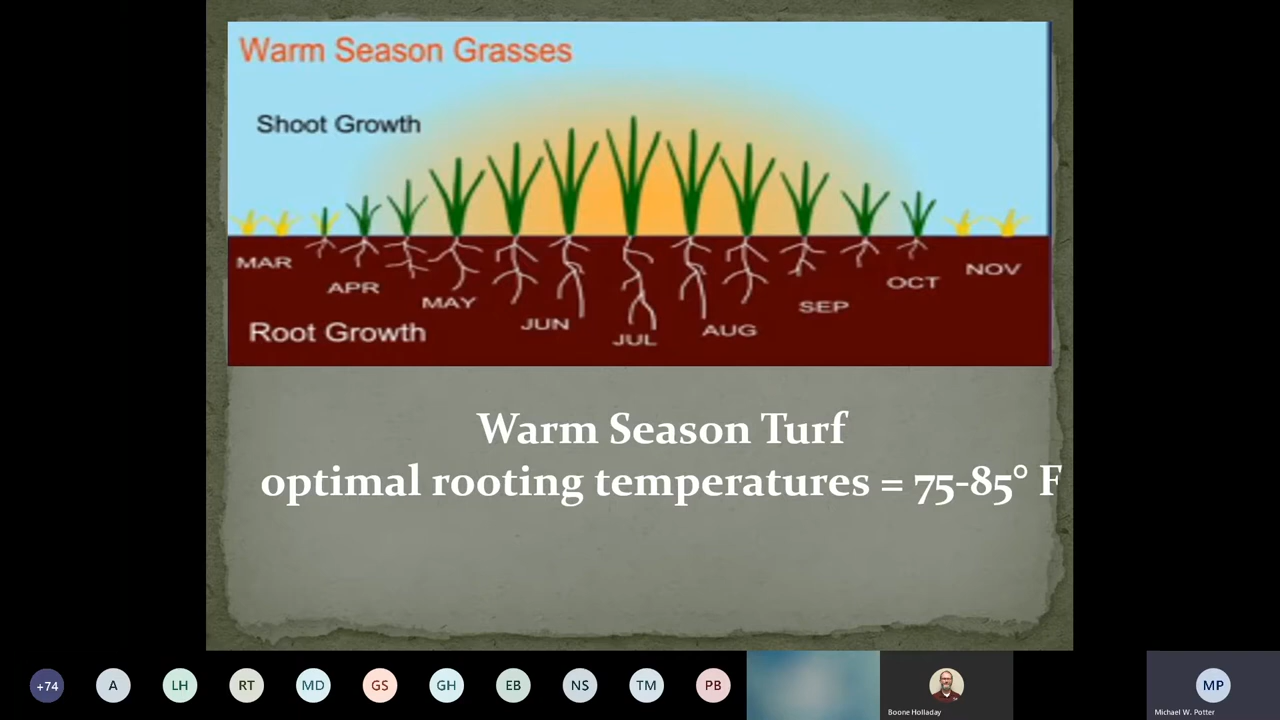 Warm Season Grasses
Shoot Growth
MAR
APR
MAY
JUN
JUL
AUG
SEP
OCT
NOV
Root Growth
Warm Season Turf
optimal rooting temperatures = 75-85° F
+74
A
LH
RT
MD
GS
GH
EB
NS
TM
PB
MP
Boone Holladay
Michael W. Potter